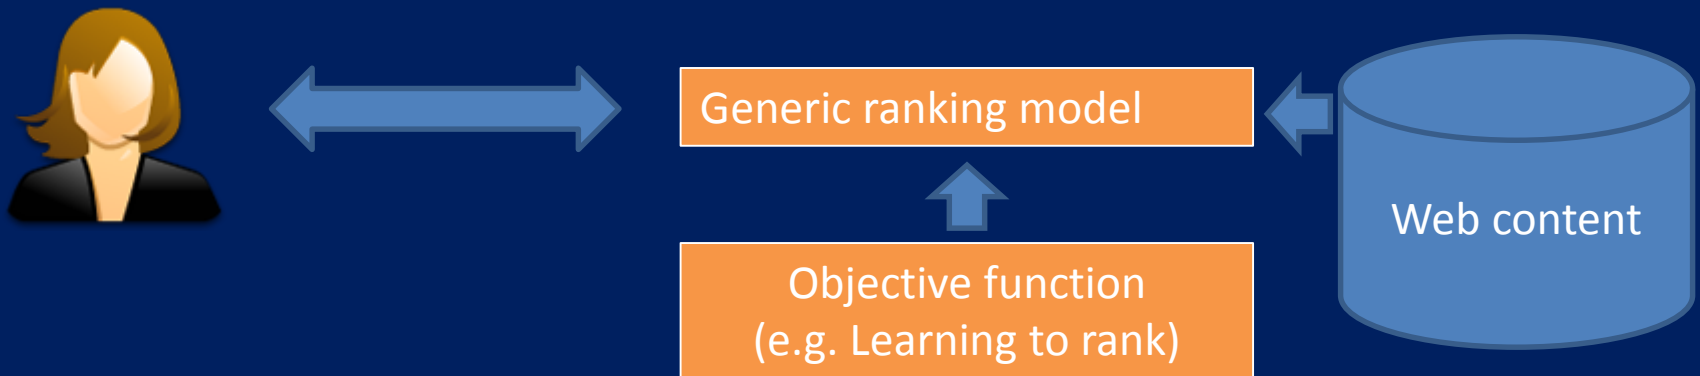 Generic ranking model
Web content
Objective function
(e.g. Learning to rank)